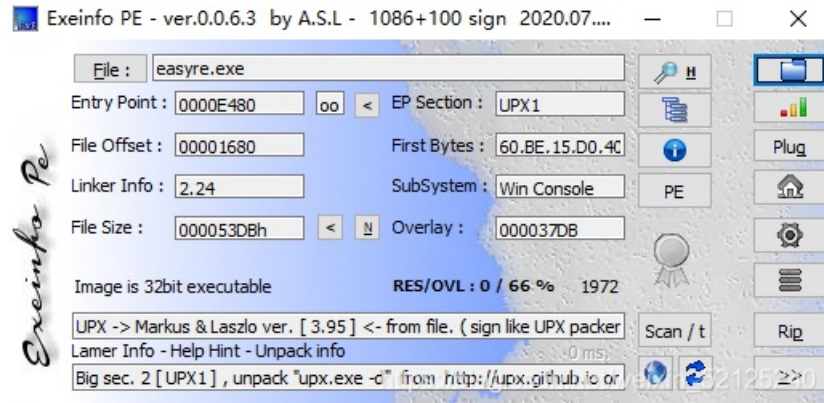 Exeinfo PE - ver.0.0.6.3 by A.S.L - 1086+100 sign 2020.07....
File : easyre.exe H
Entry Point : 0000E480 oo < EP Section : UPX1
File Offset : 00001680 First Bytes : 60.BE.15.D0.40 Plug
Linker Info : 2.24 SubSystem : Win Console PE
File Size : 000053DBh < N Overlay : 000037DB
Image is 32bit executable RES/OVL : 0 / 66 % 1972
UPX -> Markus & Laszlo ver. [ 3.95 ] <- from file. ( sign like UPX packer Scan / t Rip
Lamer Info - Help Hint - Unpack info 0 ms.
Big sec. 2 [ UPX1 ] , unpack "upx.exe -d" from http://upx.github.io or >>
Exeinfo Pe